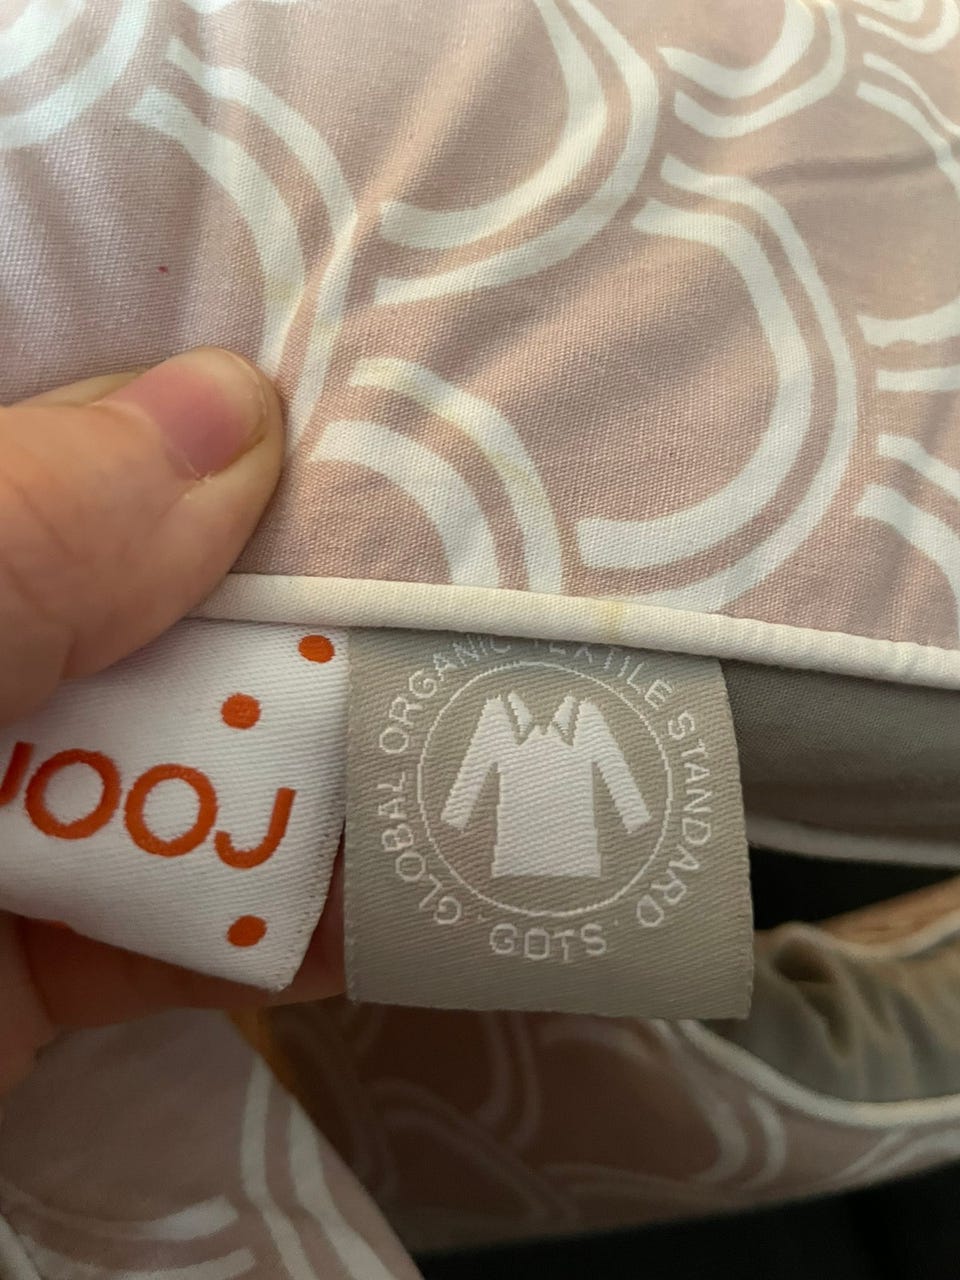 JOOJ
GLOBAL ORGANIC TEXTILE STANDARD
· GOTS ·